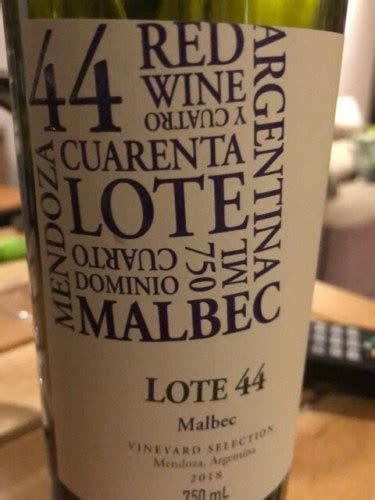 44
RED
WINE
Y CUATRO
CUARENTA
LOTE
CUARTO
DOMINIO
750 ML
MALBEC
MENDOZA
ARGENTINA
LOTE 44
Malbec
VINEYARD SELECTION
Mendoza, Argentina
2018
750 mL